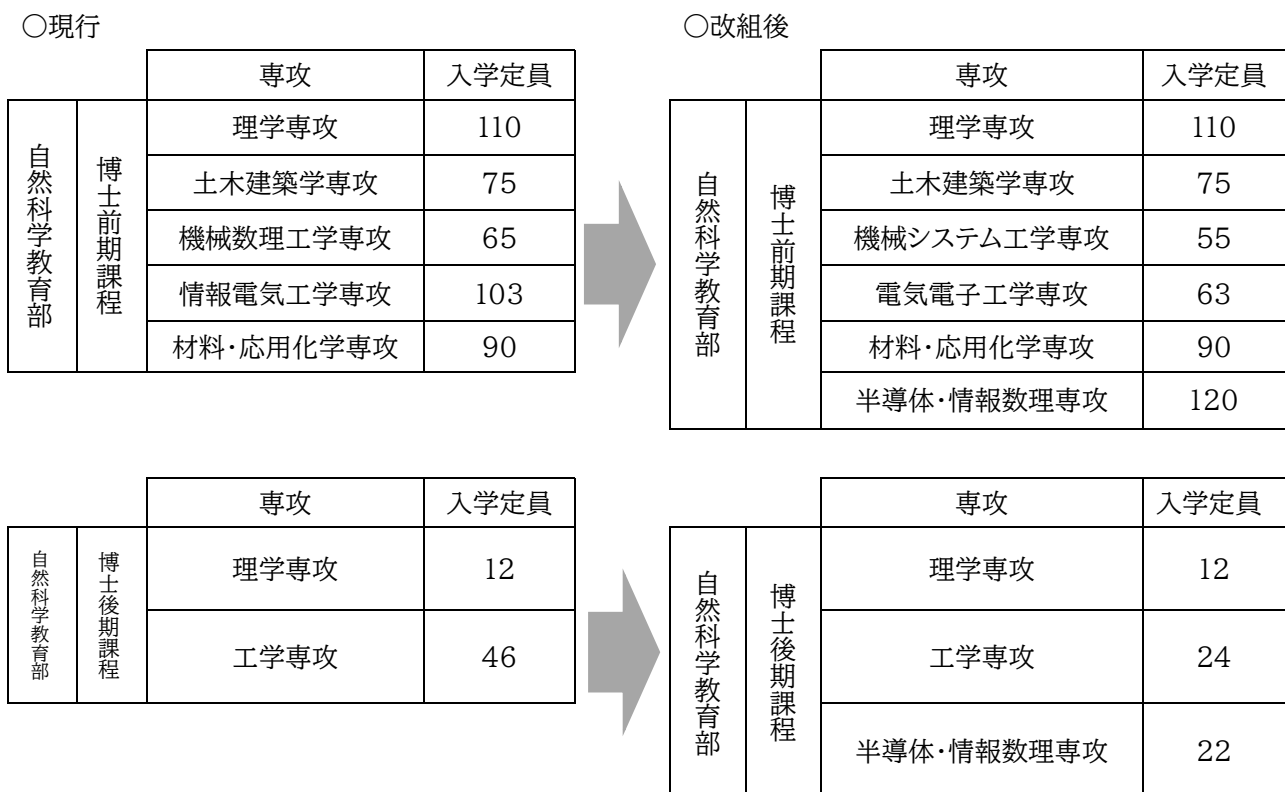 ○現行
専攻 入学定員
自然科学教育部
博士前期課程
理学専攻 110
土木建築学専攻 75
機械数理工学専攻 65
情報電気工学専攻 103
材料・応用化学専攻 90
○改組後
専攻 入学定員
自然科学教育部
博士前期課程
理学専攻 110
土木建築学専攻 75
機械システム工学専攻 55
電気電子工学専攻 63
材料・応用化学専攻 90
半導体・情報数理専攻 120
専攻 入学定員
自然科学教育部
博士後期課程
理学専攻 12
工学専攻 46
専攻 入学定員
自然科学教育部
博士後期課程
理学専攻 12
工学専攻 24
半導体・情報数理専攻 22